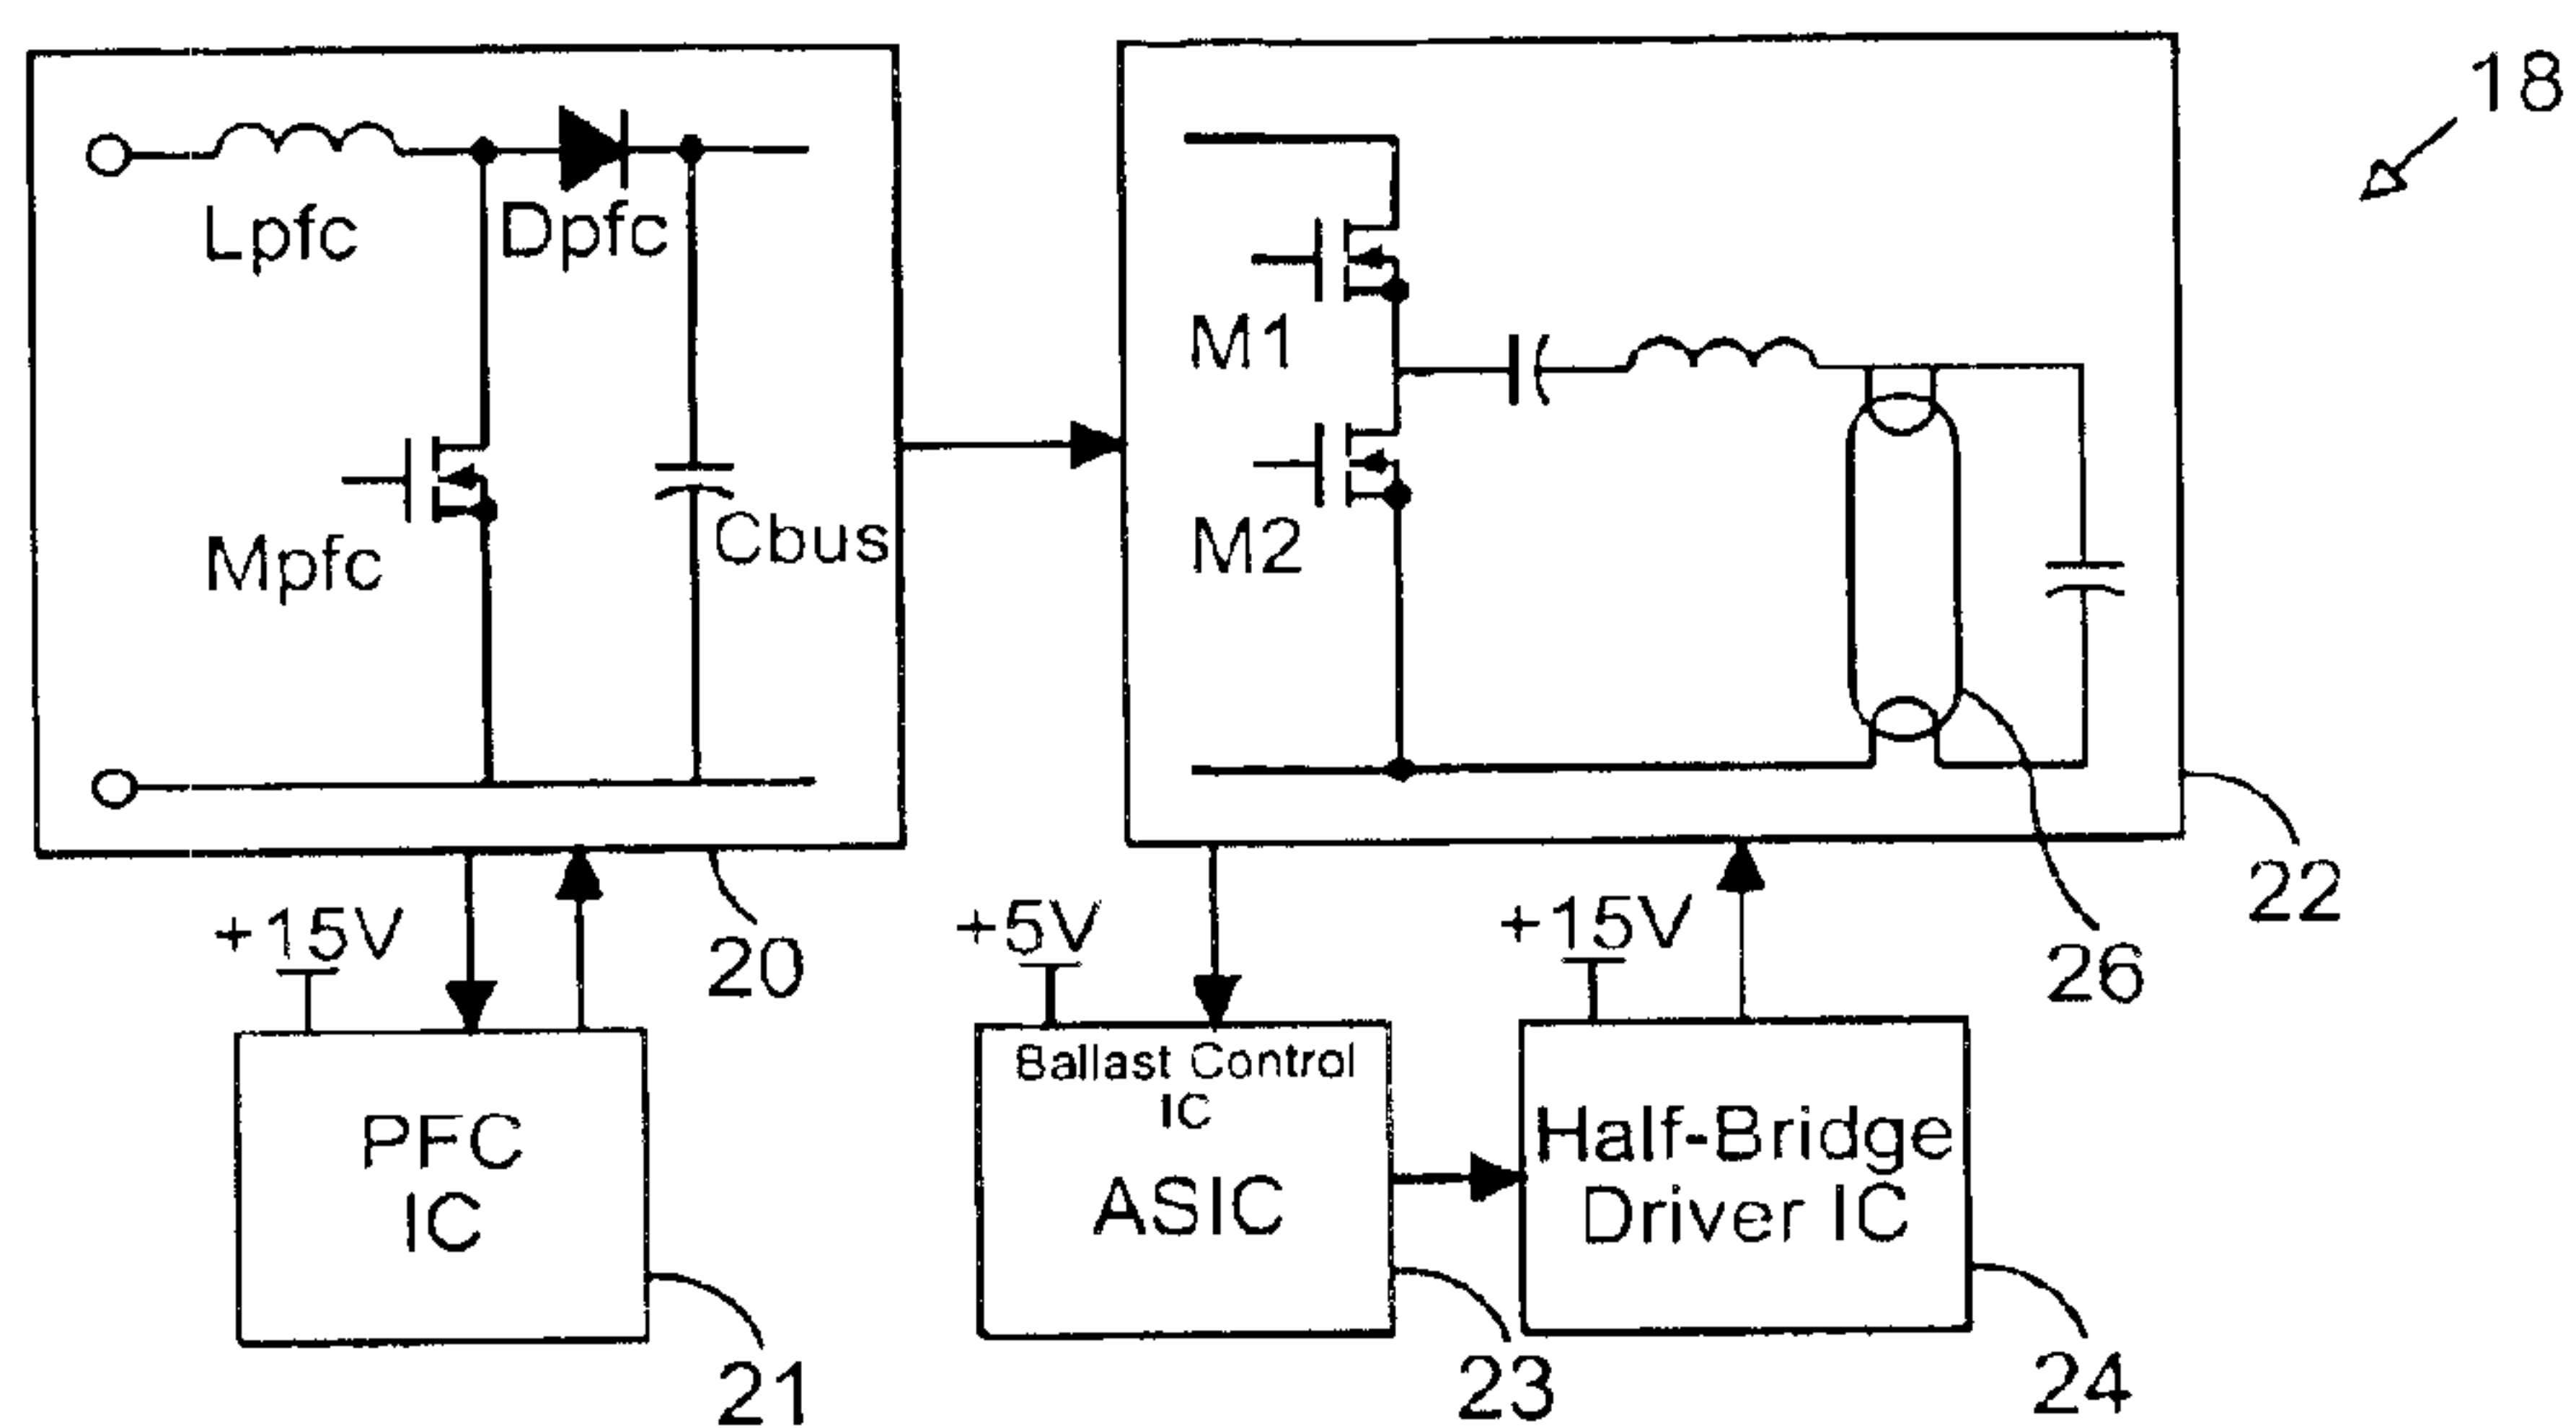 18
Lpfc
Dpfc
Mpfc
Cbus
M1
M2
+15V
20
+5V
+15V
22
26
PFC
IC
21
Ballast Control
IC
ASIC
23
Half-Bridge
Driver IC
24